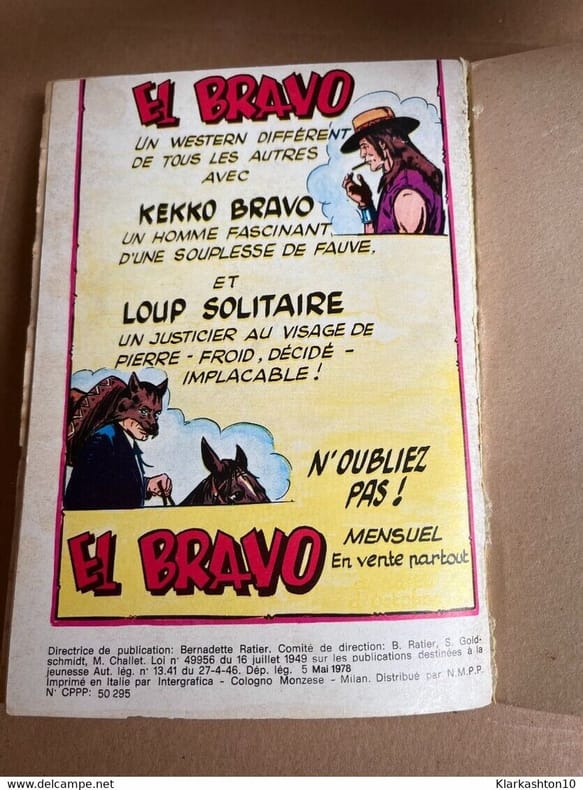 EL BRAVO
UN WESTERN DIFFÉRENT
DE TOUS LES AUTRES
AVEC
KEKKO BRAVO
UN HOMME FASCINANT
D'UNE SOUPLESSE DE FAUVE,
ET
LOUP SOLITAIRE
UN JUSTICIER AU VISAGE DE
PIERRE - FROID, DÉCIDÉ -
IMPLACABLE !
N'OUBLIEZ
PAS !
EL BRAVO
MENSUEL
En vente partout
Directrice de publication: Bernadette Ratier. Comité de direction: B. Ratier, S. Gold-
schmidt, M. Challet. Loi n° 49956 du 16 juillet 1949 sur les publications destinées à la
jeunesse Aut. lég. n° 13.41 du 27-4-46. Dép. lég. 5 Mai 1978
Imprimé en Italie par Intergrafica - Cologno Monzese - Milan. Distribué par N.M.P.P.
N° CPPP: 50 295
www.delcampe.net
Klarkashton10